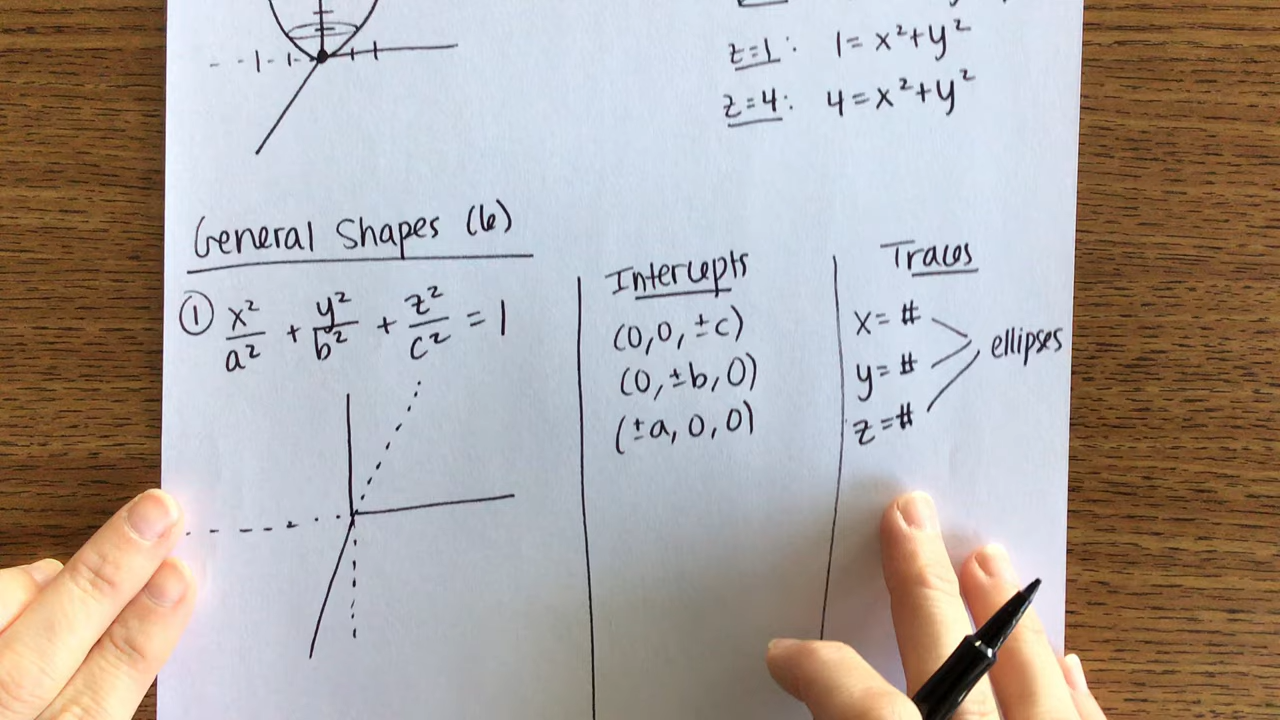 z=1: 1=x²+y²
z=4: 4=x²+y²
General Shapes (6)
① x²/a² + y²/b² + z²/c² = 1
Intercepts
(0,0,±c)
(0,±b,0)
(±a,0,0)
Traces
x=#
y=#
z=#
ellipses